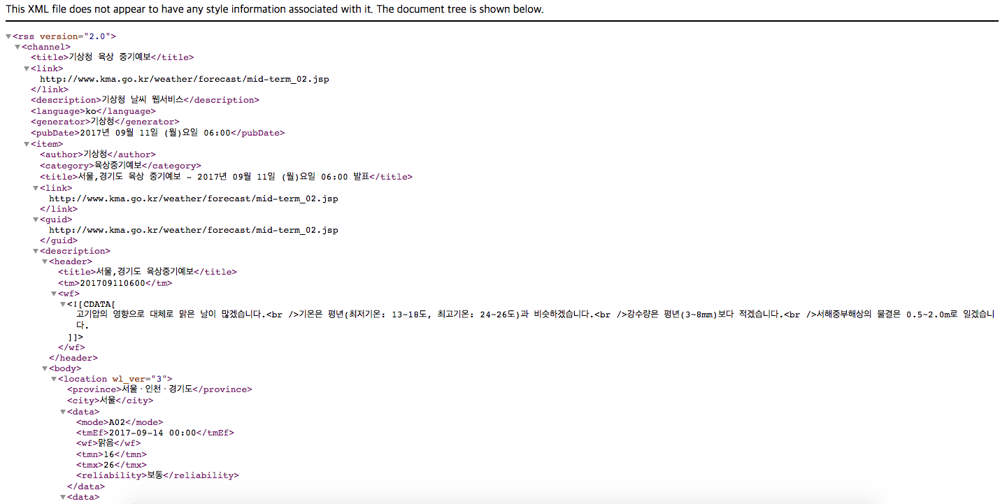 This XML file does not appear to have any style information associated with it. The document tree is shown below.
▼<rss version="2.0">
▼<channel>
<title>기상청 육상 중기예보</title>
▼<link>
http://www.kma.go.kr/weather/forecast/mid-term_02.jsp
</link>
<description>기상청 날씨 웹서비스</description>
<language>ko</language>
<generator>기상청</generator>
<pubDate>2017년 09월 11일 (월)요일 06:00</pubDate>
▼<item>
<author>기상청</author>
<category>육상중기예보</category>
<title>서울,경기도 육상 중기예보 - 2017년 09월 11일 (월)요일 06:00 발표</title>
▼<link>
http://www.kma.go.kr/weather/forecast/mid-term_02.jsp
</link>
▼<guid>
http://www.kma.go.kr/weather/forecast/mid-term_02.jsp
</guid>
▼<description>
▼<header>
<title>서울,경기도 육상중기예보</title>
<tm>201709110600</tm>
▼<wf>
▼<![CDATA[
고기압의 영향으로 대체로 맑은 날이 많겠습니다.<br />기온은 평년(최저기온: 13~18도, 최고기온: 24~26도)과 비슷하겠습니다.<br />강수량은 평년(3~8mm)보다 적겠습니다.<br />서해중부해상의 물결은 0.5~2.0m로 일겠습니
다.
]]>
</wf>
</header>
▼<body>
▼<location wl_ver="3">
<province>서울ㆍ인천ㆍ경기도</province>
<city>서울</city>
▼<data>
<mode>A02</mode>
<tmEf>2017-09-14 00:00</tmEf>
<wf>맑음</wf>
<tmn>16</tmn>
<tmx>26</tmx>
<reliability>보통</reliability>
</data>
▼<data>